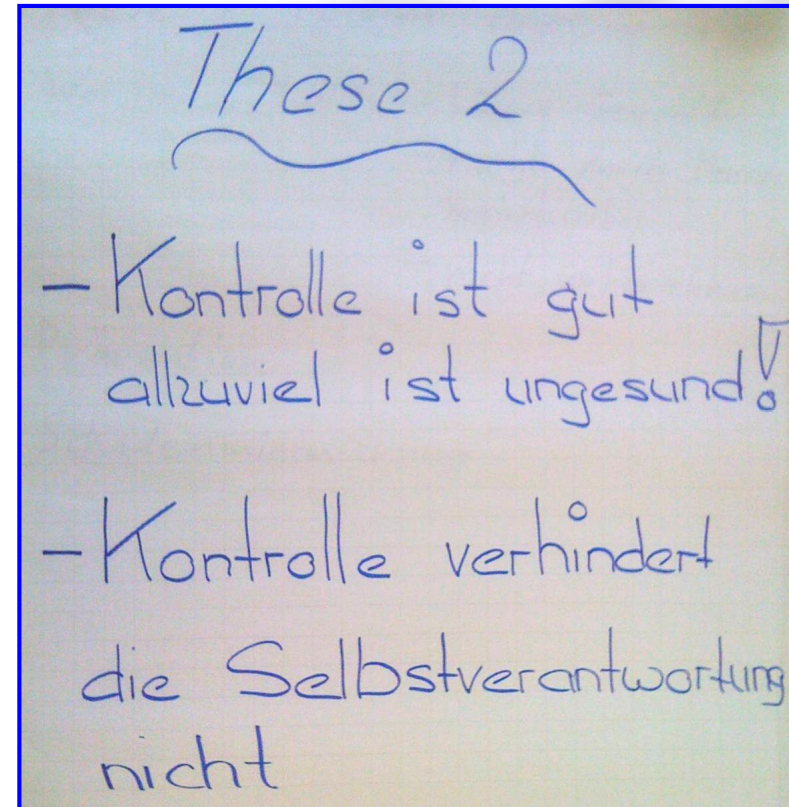 These 2
- Kontrolle ist gut
allzuviel ist ungesund!
- Kontrolle verhindert
die Selbstverantwortung
nicht